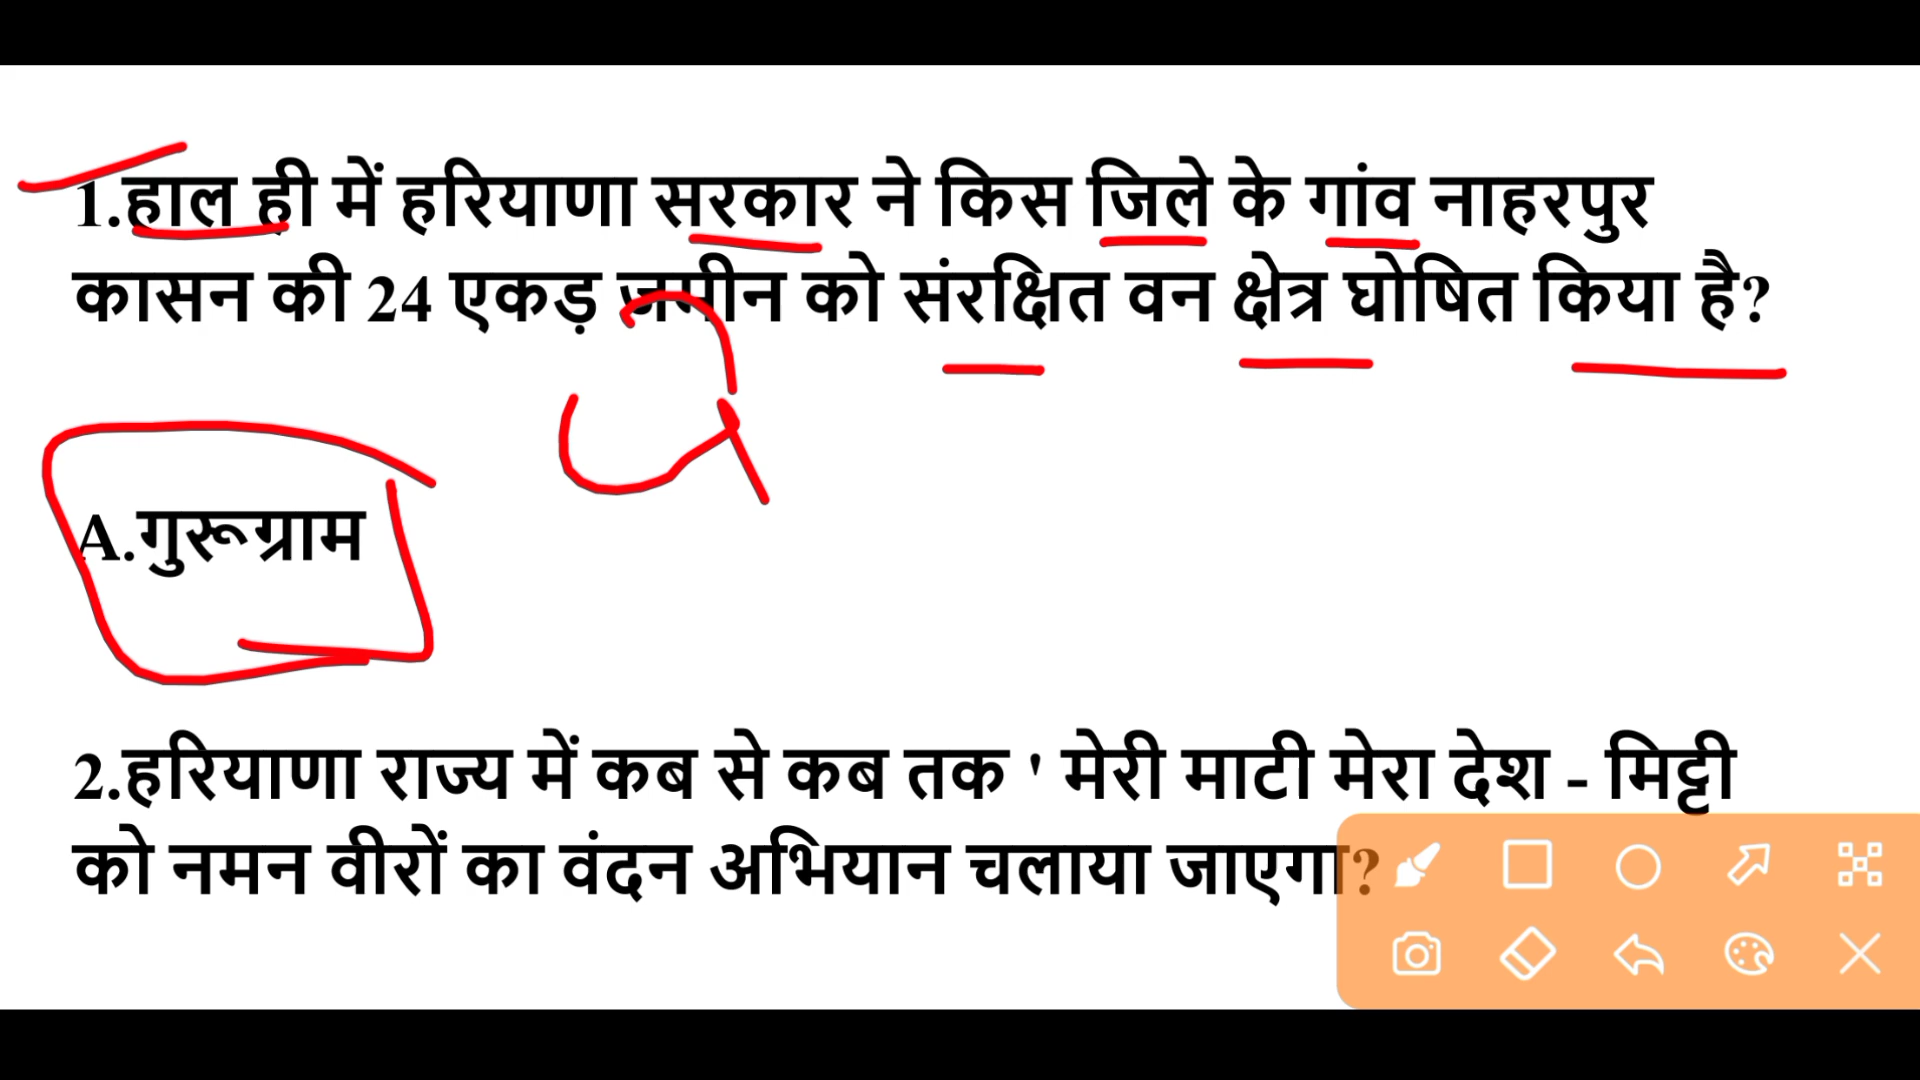 1.हाल ही में हरियाणा सरकार ने किस जिले के गांव नाहरपुर
कासन की 24 एकड़ जमीन को संरक्षित वन क्षेत्र घोषित किया है?
A.गुरूग्राम
2.हरियाणा राज्य में कब से कब तक ' मेरी माटी मेरा देश - मिट्टी
को नमन वीरों का वंदन अभियान चलाया जाएगा?